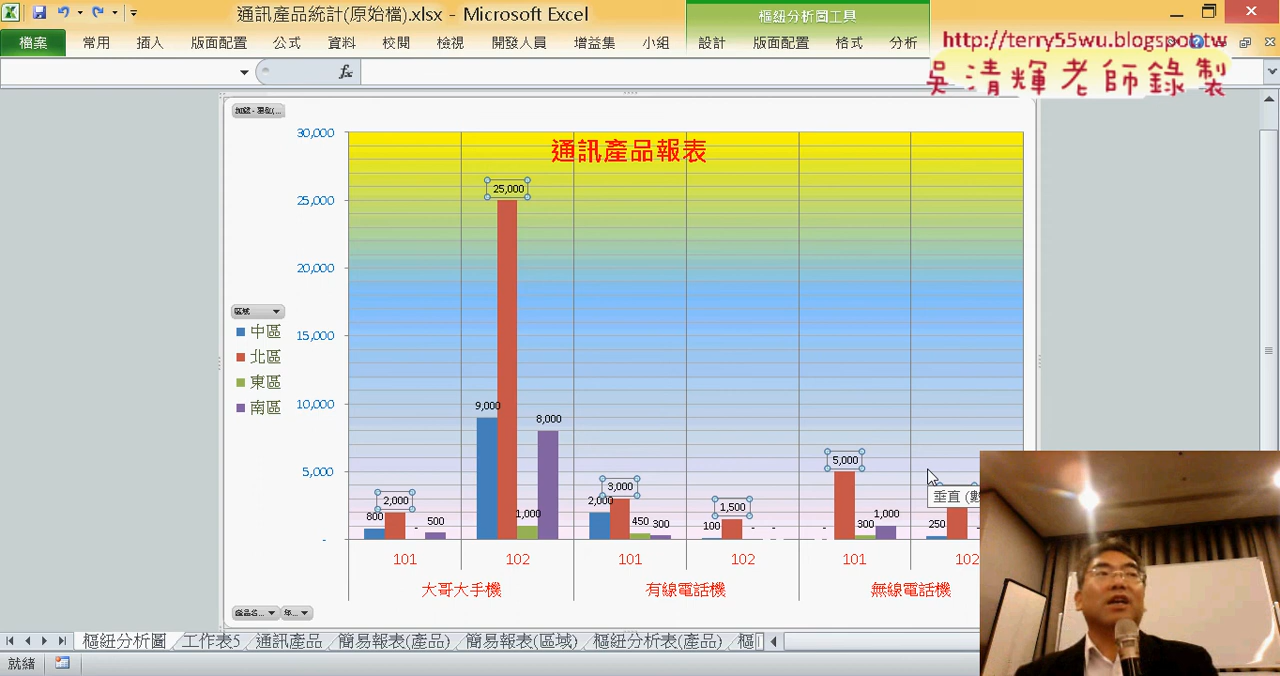 通訊產品統計(原始檔).xlsx - Microsoft Excel
樞紐分析圖工具
檔案 常用 插入 版面配置 公式 資料 校閱 檢視 開發人員 增益集 小組 設計 版面配置 格式 分析
http://terry55wu.blogspot.tw
吳清輝老師錄製
fx
30,000
通訊產品報表
25,000
25,000
20,000
區域
中區
北區
東區
南區
15,000
10,000
9,000
8,000
5,000
5,000
3,000
2,000
2,000
1,500
垂直 (數
800
-
500
1,000
450
300
100
-
-
-
300
1,000
250
-
101 102 101 102 101 102
大哥大手機 有線電話機 無線電話機
產品名... 年...
樞紐分析圖 工作表5 通訊產品 簡易報表(產品) 簡易報表(區域) 樞紐分析表(產品) 樞
就緒